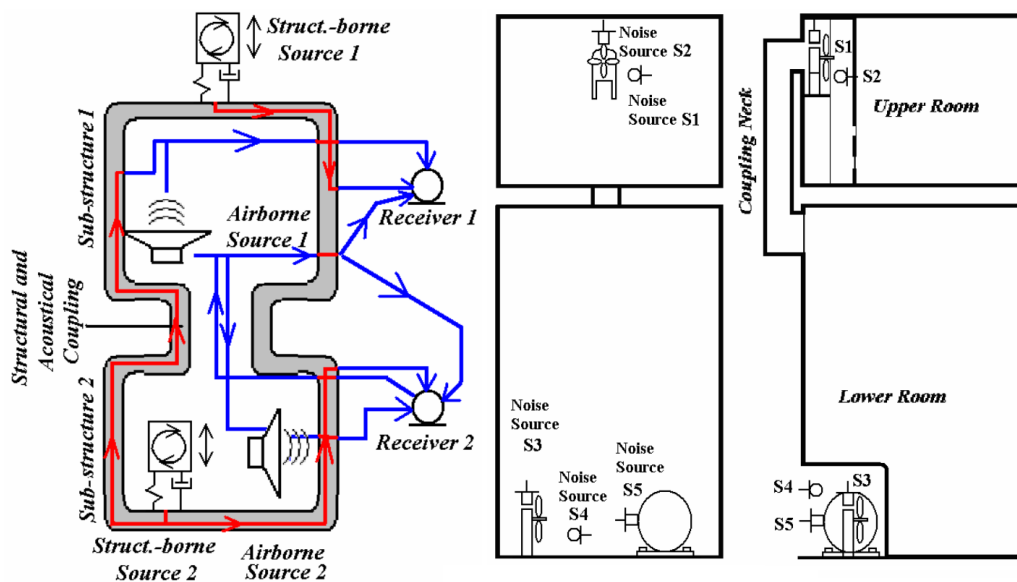 Struct.-borne
Source 1
Sub-structure 1
Airborne
Source 1
Receiver 1
Structural and
Acoustical
Coupling
Sub-structure 2
Receiver 2
Struct.-borne
Source 2
Airborne
Source 2
Noise
Source S2
Noise
Source S1
Noise
Source
S3
Noise
Source
S4
Noise
Source
S5
Coupling Neck
S1
S2
Upper Room
Lower Room
S4
S3
S5